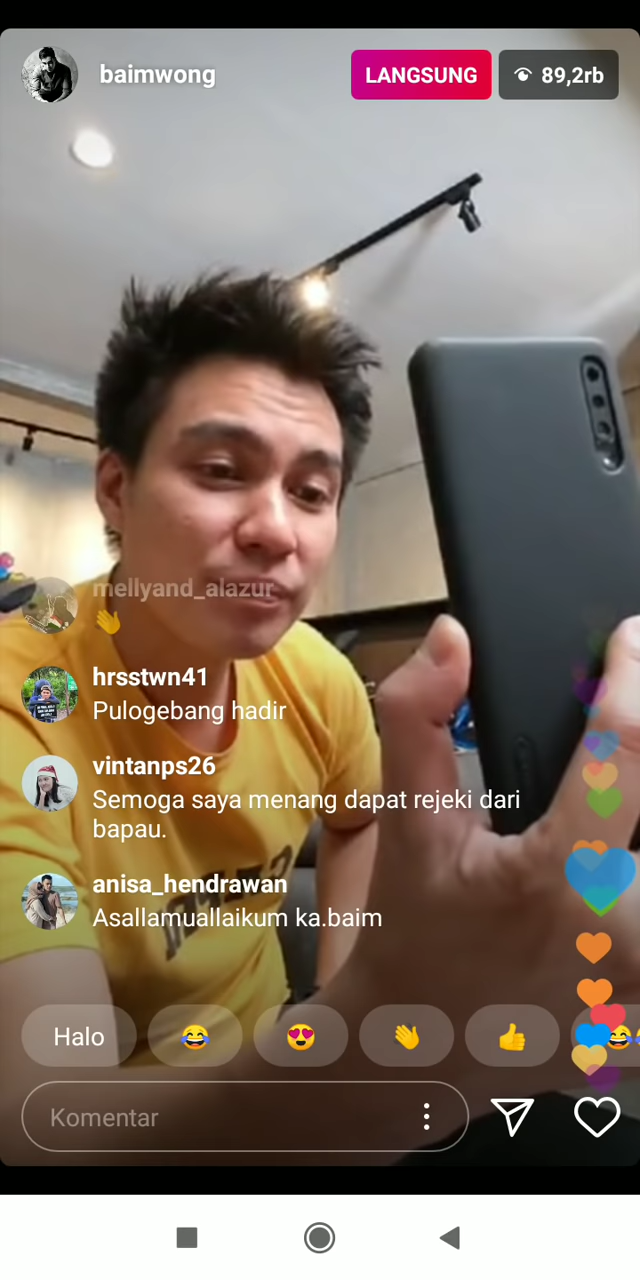 baimwong
LANGSUNG
89,2rb
mellyand_alazur
👋
hrsstwn41
Pulogebang hadir
vintanps26
Semoga saya menang dapat rejeki dari
bapau.
anisa_hendrawan
Asallamuallaikum ka.baim
Halo
Komentar